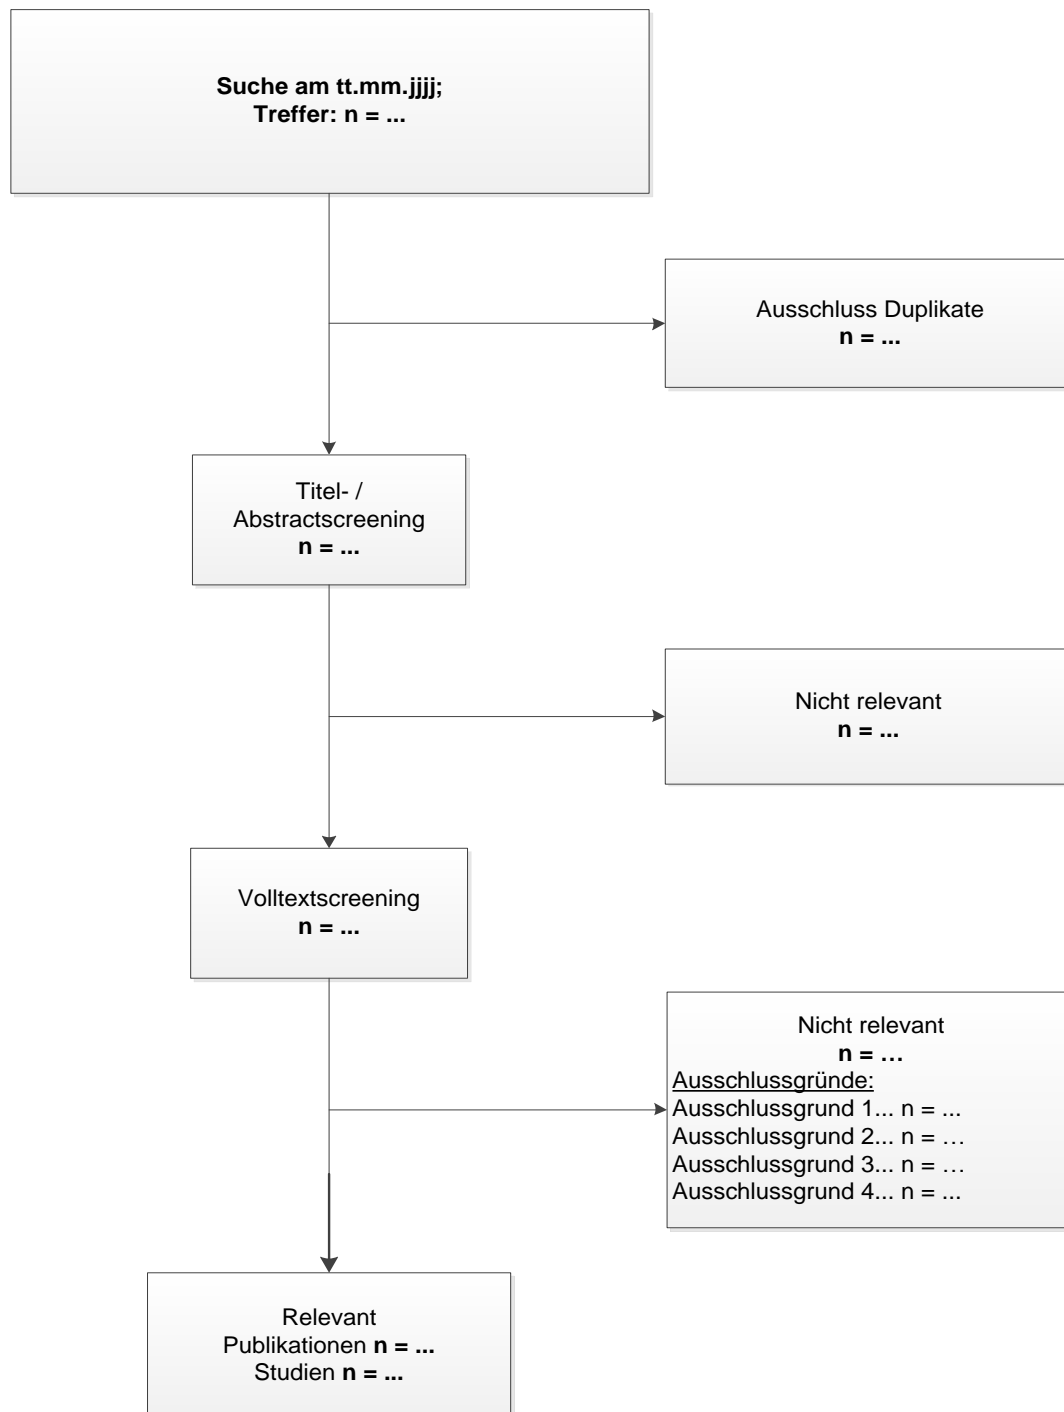 Suche am tt.mm.jjjj;
Treffer: n = ...
Ausschluss Duplikate
n = ...
Titel- /
Abstractscreening
n = ...
Nicht relevant
n = ...
Volltextscreening
n = ...
Nicht relevant
n = …
Ausschlussgründe:
Ausschlussgrund 1... n = ...
Ausschlussgrund 2... n = …
Ausschlussgrund 3... n = …
Ausschlussgrund 4... n = ...
Relevant
Publikationen n = ...
Studien n = ...